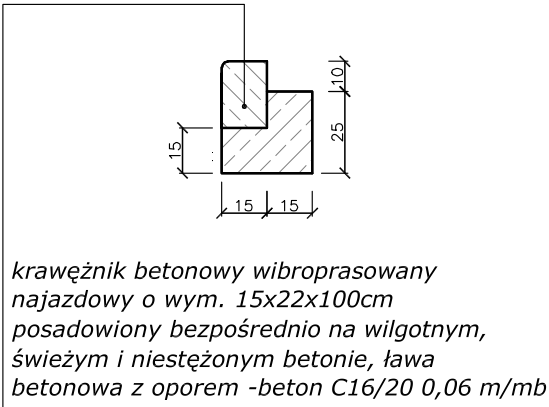 10
25
15
15
15
krawężnik betonowy wibroprasowany
najazdowy o wym. 15x22x100cm
posadowiony bezpośrednio na wilgotnym,
świeżym i niestężonym betonie, ława
betonowa z oporem -beton C16/20 0,06 m/mb